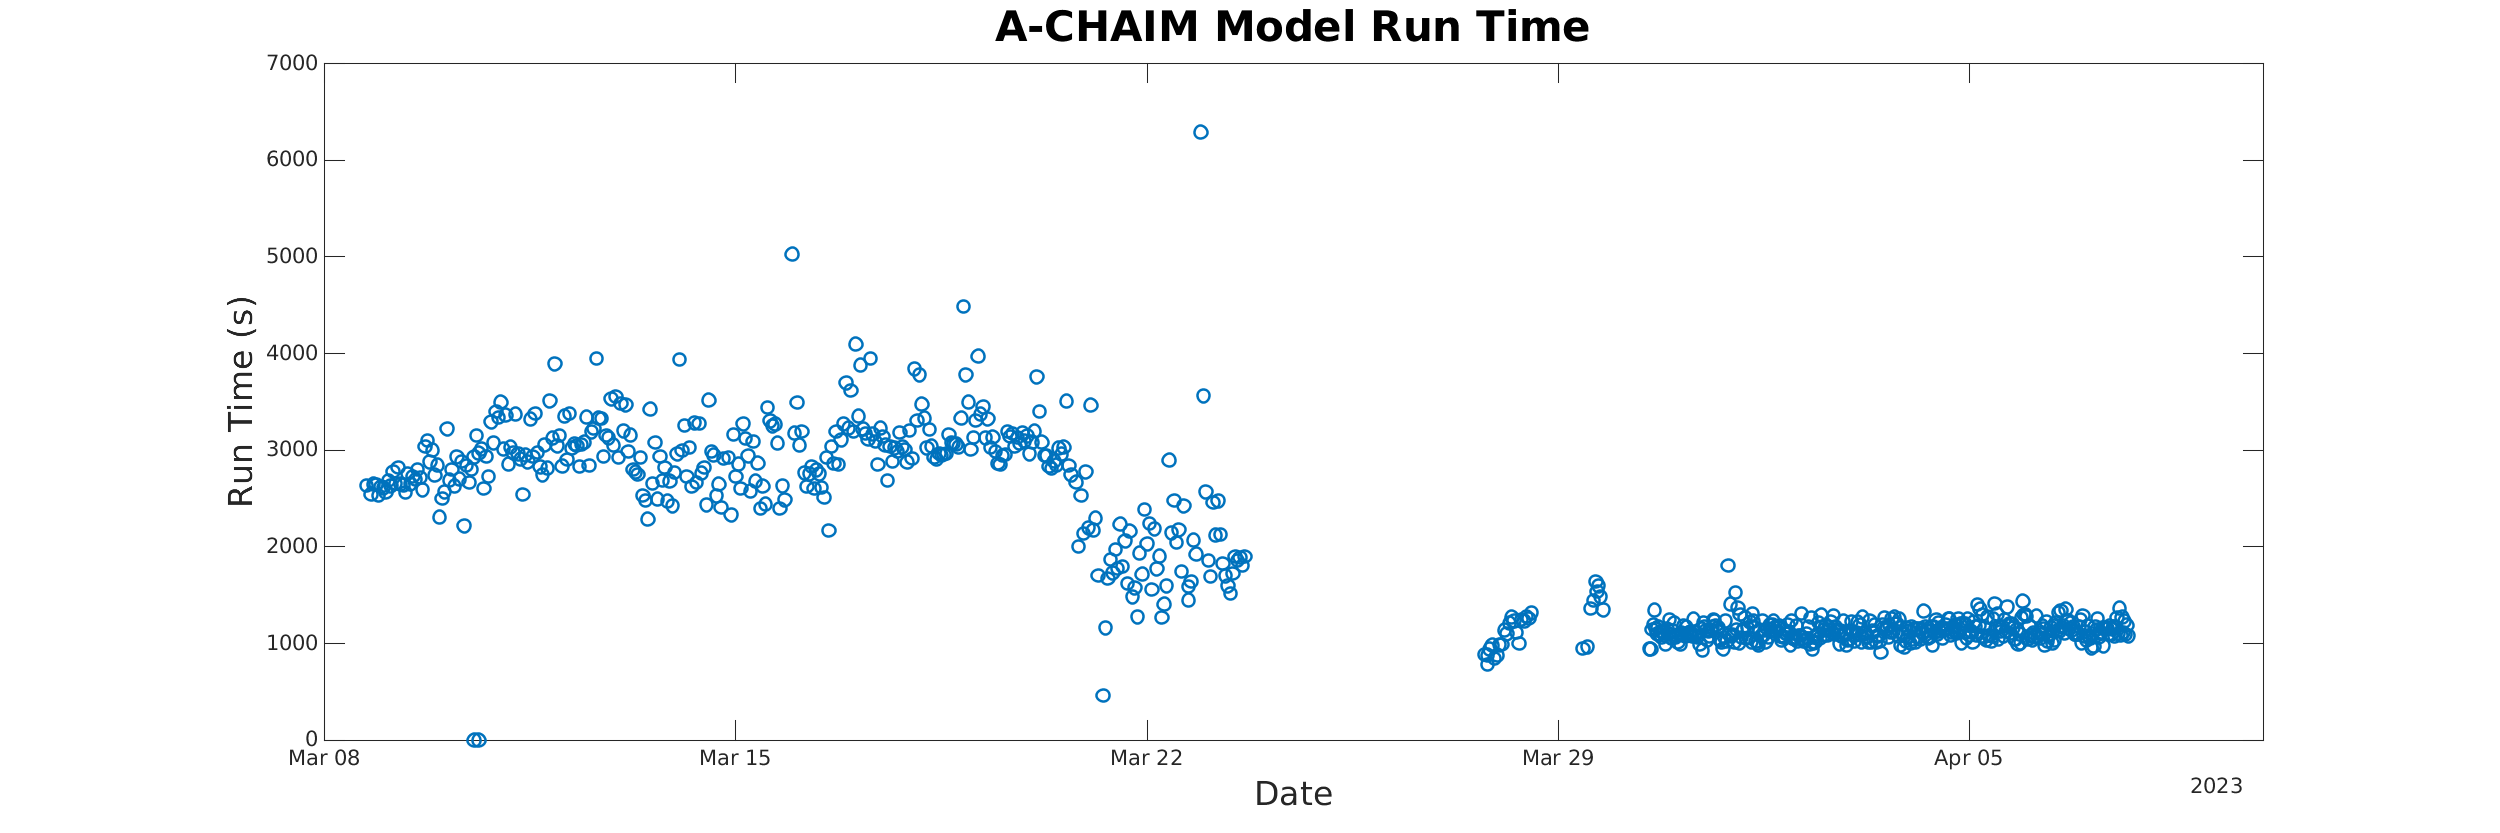 A-CHAIM Model Run Time
7000
6000
5000
4000
3000
2000
1000
0
Run Time (s)
Mar 08 Mar 15 Mar 22 Mar 29 Apr 05
2023
Date